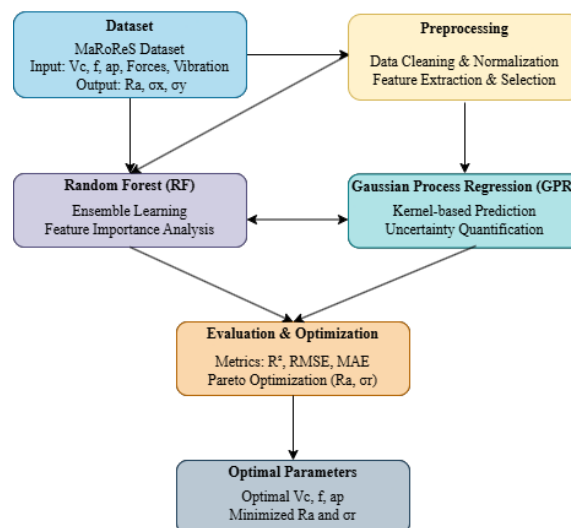 Dataset
MaRoReS Dataset
Input: Vc, f, ap, Forces, Vibration
Output: Ra, σx, σy
Preprocessing
Data Cleaning & Normalization
Feature Extraction & Selection
Random Forest (RF)
Ensemble Learning
Feature Importance Analysis
Gaussian Process Regression (GPR
Kernel-based Prediction
Uncertainty Quantification
Evaluation & Optimization
Metrics: R², RMSE, MAE
Pareto Optimization (Ra, σr)
Optimal Parameters
Optimal Vc, f, ap
Minimized Ra and σr